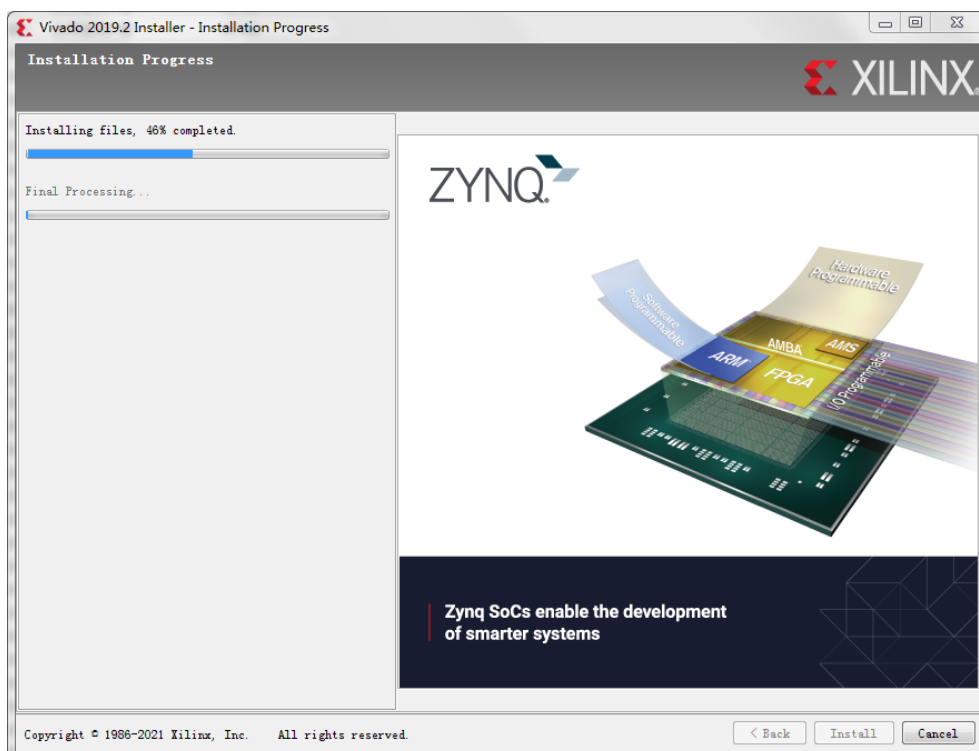 Vivado 2019.2 Installer - Installation Progress
Installation Progress
XILINX.
Installing files, 46% completed.
Final Processing...
ZYNQ.
Software
Programmable
Hardware
Programmable
ARM™
AMBA
AMS
FPGA
I/O Programmable
Zynq SoCs enable the development
of smarter systems
Copyright © 1986-2021 Xilinx, Inc. All rights reserved.
< Back
Install
Cancel